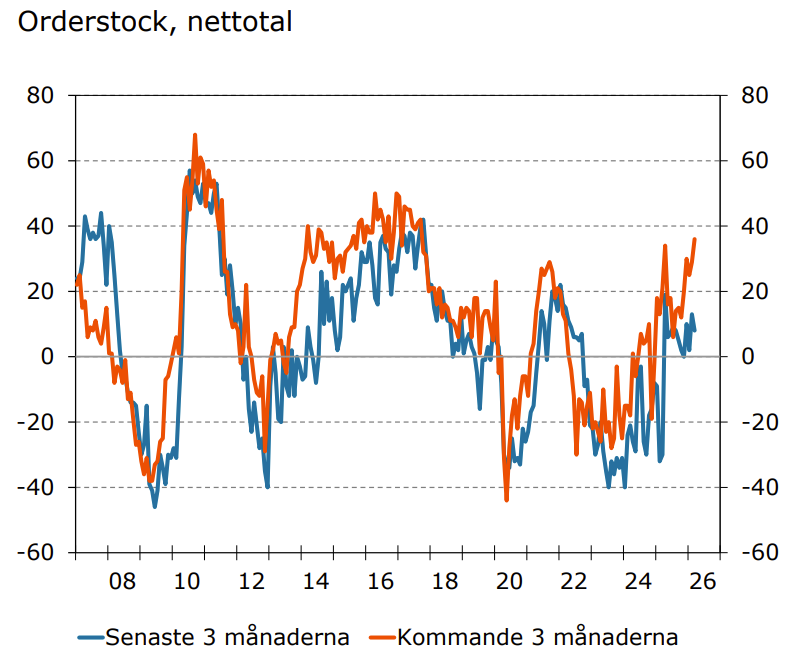 Orderstock, nettotal
80 80
60 60
40 40
20 20
0 0
-20 -20
-40 -40
-60 -60
08 10 12 14 16 18 20 22 24 26
Senaste 3 månaderna Kommande 3 månaderna